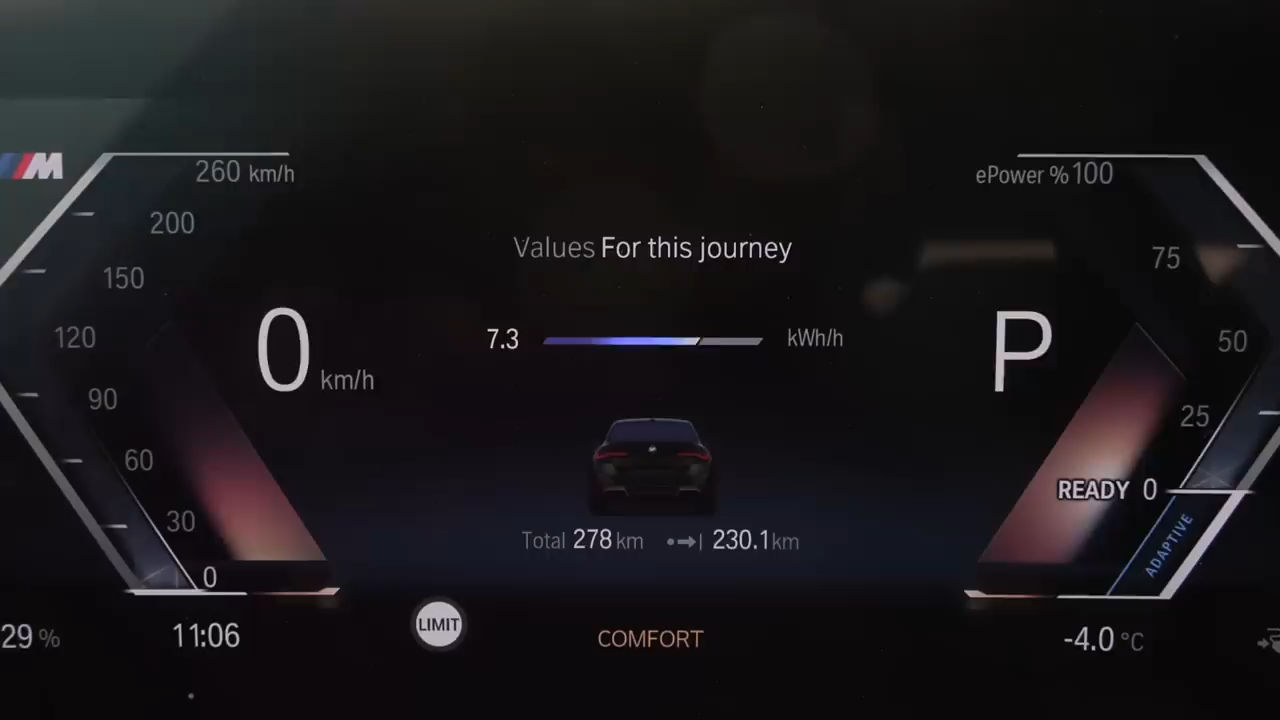 M
260 km/h
ePower % 100
200
Values For this journey
75
150
120
0 km/h
7.3
kWh/h
P
50
90
25
60
READY 0
30
Total 278 km
230.1 km
ADAPTIVE
0
29 %
11:06
LIMIT
COMFORT
-4.0 °C